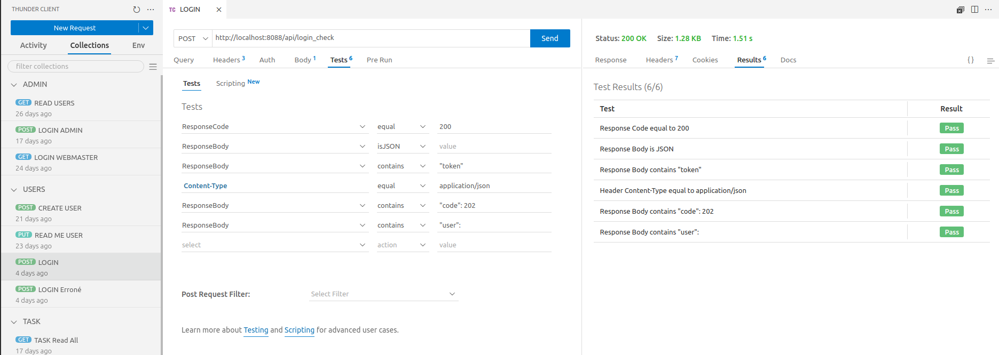 THUNDER CLIENT
New Request
Activity Collections Env
filter collections
ADMIN
GET READ USERS
26 days ago
POST LOGIN ADMIN
17 days ago
GET LOGIN WEBMASTER
24 days ago
USERS
POST CREATE USER
21 days ago
PUT READ ME USER
23 days ago
POST LOGIN
4 days ago
POST LOGIN Erroné
4 days ago
TASK
GET TASK Read All
17 days ago
TC LOGIN
POST http://localhost:8088/api/login_check Send
Query Headers 3 Auth Body 1 Tests 6 Pre Run
Tests Scripting New
Tests
ResponseCode equal 200
ResponseBody isJSON value
ResponseBody contains "token"
Content-Type equal application/json
ResponseBody contains "code": 202
ResponseBody contains "user":
select action value
Post Request Filter: Select Filter
Learn more about Testing and Scripting for advanced user cases.
Status: 200 OK Size: 1.28 KB Time: 1.51 s
Response Headers 7 Cookies Results 6 Docs {}
Test Results (6/6)
Test Result
Response Code equal to 200 Pass
Response Body is JSON Pass
Response Body contains "token" Pass
Header Content-Type equal to application/json Pass
Response Body contains "code": 202 Pass
Response Body contains "user": Pass